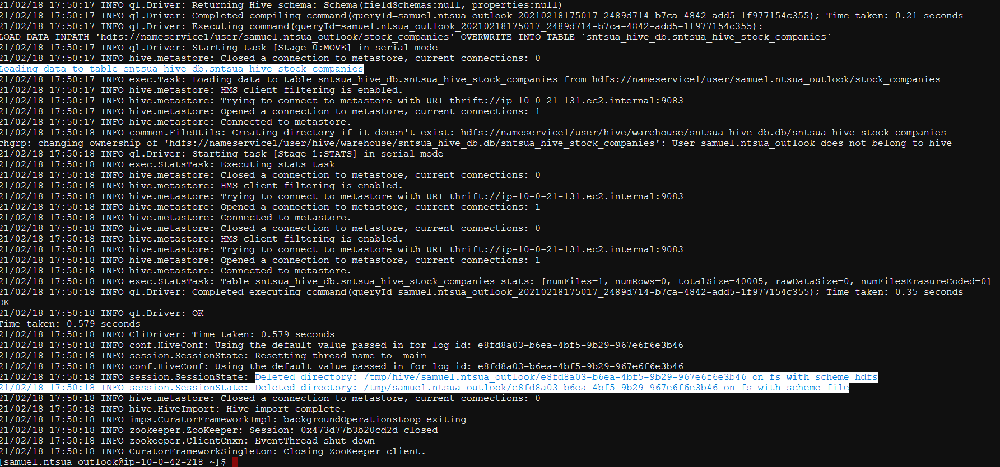 21/02/18 17:50:17 INFO ql.Driver: Returning Hive schema: Schema(fieldSchemas:null, properties:null)
21/02/18 17:50:17 INFO ql.Driver: Completed compiling command(queryId=samuel.ntsua_outlook_20210218175017_2489d714-b7ca-4842-add5-1f977154c355); Time taken: 0.21 seconds
21/02/18 17:50:17 INFO ql.Driver: Executing command(queryId=samuel.ntsua_outlook_20210218175017_2489d714-b7ca-4842-add5-1f977154c355):
LOAD DATA INPATH 'hdfs://nameservice1/user/samuel.ntsua_outlook/stock_companies' OVERWRITE INTO TABLE `sntsua_hive_db.sntsua_hive_stock_companies`
21/02/18 17:50:17 INFO ql.Driver: Starting task [Stage-0:MOVE] in serial mode
21/02/18 17:50:17 INFO hive.metastore: Closed a connection to metastore, current connections: 0
Loading data to table sntsua_hive_db.sntsua_hive_stock_companies
21/02/18 17:50:17 INFO exec.Task: Loading data to table sntsua_hive_db.sntsua_hive_stock_companies from hdfs://nameservice1/user/samuel.ntsua_outlook/stock_companies
21/02/18 17:50:17 INFO hive.metastore: HMS client filtering is enabled.
21/02/18 17:50:17 INFO hive.metastore: Trying to connect to metastore with URI thrift://ip-10-0-21-131.ec2.internal:9083
21/02/18 17:50:17 INFO hive.metastore: Opened a connection to metastore, current connections: 1
21/02/18 17:50:17 INFO hive.metastore: Connected to metastore.
21/02/18 17:50:18 INFO common.FileUtils: Creating directory if it doesn't exist: hdfs://nameservice1/user/hive/warehouse/sntsua_hive_db.db/sntsua_hive_stock_companies
chgrp: changing ownership of 'hdfs://nameservice1/user/hive/warehouse/sntsua_hive_db.db/sntsua_hive_stock_companies': User samuel.ntsua_outlook does not belong to hive
21/02/18 17:50:18 INFO ql.Driver: Starting task [Stage-1:STATS] in serial mode
21/02/18 17:50:18 INFO exec.StatsTask: Executing stats task
21/02/18 17:50:18 INFO hive.metastore: Closed a connection to metastore, current connections: 0
21/02/18 17:50:18 INFO hive.metastore: HMS client filtering is enabled.
21/02/18 17:50:18 INFO hive.metastore: Trying to connect to metastore with URI thrift://ip-10-0-21-131.ec2.internal:9083
21/02/18 17:50:18 INFO hive.metastore: Opened a connection to metastore, current connections: 1
21/02/18 17:50:18 INFO hive.metastore: Connected to metastore.
21/02/18 17:50:18 INFO hive.metastore: Closed a connection to metastore, current connections: 0
21/02/18 17:50:18 INFO hive.metastore: HMS client filtering is enabled.
21/02/18 17:50:18 INFO hive.metastore: Trying to connect to metastore with URI thrift://ip-10-0-21-131.ec2.internal:9083
21/02/18 17:50:18 INFO hive.metastore: Opened a connection to metastore, current connections: 1
21/02/18 17:50:18 INFO hive.metastore: Connected to metastore.
21/02/18 17:50:18 INFO exec.StatsTask: Table sntsua_hive_db.sntsua_hive_stock_companies stats: [numFiles=1, numRows=0, totalSize=40005, rawDataSize=0, numFilesErasureCoded=0]
21/02/18 17:50:18 INFO ql.Driver: Completed executing command(queryId=samuel.ntsua_outlook_20210218175017_2489d714-b7ca-4842-add5-1f977154c355); Time taken: 0.35 seconds
OK
21/02/18 17:50:18 INFO ql.Driver: OK
Time taken: 0.579 seconds
21/02/18 17:50:18 INFO CliDriver: Time taken: 0.579 seconds
21/02/18 17:50:18 INFO conf.HiveConf: Using the default value passed in for log id: e8fd8a03-b6ea-4bf5-9b29-967e6f6e3b46
21/02/18 17:50:18 INFO session.SessionState: Resetting thread name to  main
21/02/18 17:50:18 INFO conf.HiveConf: Using the default value passed in for log id: e8fd8a03-b6ea-4bf5-9b29-967e6f6e3b46
21/02/18 17:50:18 INFO session.SessionState: Deleted directory: /tmp/hive/samuel.ntsua_outlook/e8fd8a03-b6ea-4bf5-9b29-967e6f6e3b46 on fs with scheme hdfs
21/02/18 17:50:18 INFO session.SessionState: Deleted directory: /tmp/samuel.ntsua_outlook/e8fd8a03-b6ea-4bf5-9b29-967e6f6e3b46 on fs with scheme file
21/02/18 17:50:18 INFO hive.metastore: Closed a connection to metastore, current connections: 0
21/02/18 17:50:18 INFO hive.HiveImport: Hive import complete.
21/02/18 17:50:18 INFO imps.CuratorFrameworkImpl: backgroundOperationsLoop exiting
21/02/18 17:50:18 INFO zookeeper.ZooKeeper: Session: 0x473d77b3b20cd2d closed
21/02/18 17:50:18 INFO zookeeper.ClientCnxn: EventThread shut down
21/02/18 17:50:18 INFO CuratorFrameworkSingleton: Closing ZooKeeper client.
[samuel.ntsua_outlook@ip-10-0-42-218 ~]$